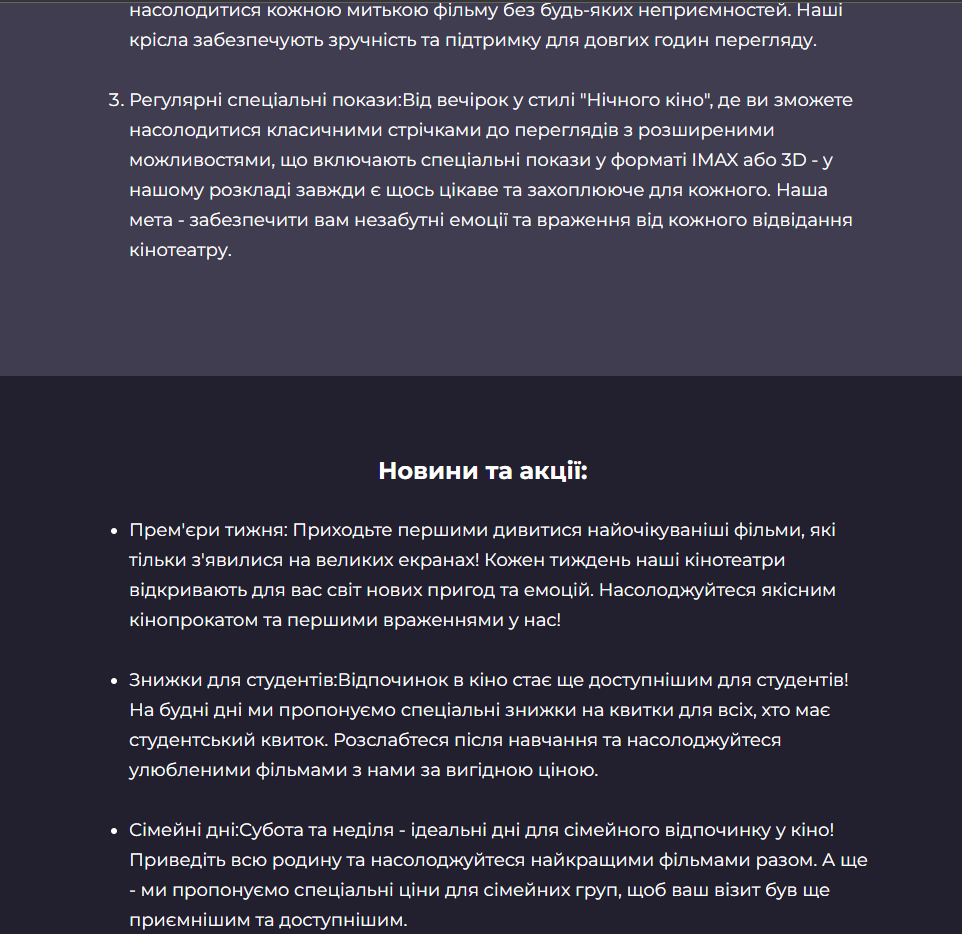 насолодитися кожною митькою фільму без будь-яких неприємностей. Наші
крісла забезпечують зручність та підтримку для довгих годин перегляду.
3. Регулярні спеціальні покази:Від вечірок у стилі "Нічного кіно", де ви зможете
насолодитися класичними стрічками до переглядів з розширеними
можливостями, що включають спеціальні покази у форматі IMAX або 3D - у
нашому розкладі завжди є щось цікаве та захоплююче для кожного. Наша
мета - забезпечити вам незабутні емоції та враження від кожного відвідання
кінотеатру.
Новини та акції:
• Прем'єри тижня: Приходьте першими дивитися найочікуваніші фільми, які
тільки з'явилися на великих екранах! Кожен тиждень наші кінотеатри
відкривають для вас світ нових пригод та емоцій. Насолоджуйтеся якісним
кінопрокатом та першими враженнями у нас!
• Знижки для студентів:Відпочинок в кіно стає ще доступнішим для студентів!
На будні дні ми пропонуємо спеціальні знижки на квитки для всіх, хто має
студентський квиток. Розслабтеся після навчання та насолоджуйтеся
улюбленими фільмами з нами за вигідною ціною.
• Сімейні дні:Субота та неділя - ідеальні дні для сімейного відпочинку у кіно!
Приведіть всю родину та насолоджуйтеся найкращими фільмами разом. А ще
- ми пропонуємо спеціальні ціни для сімейних груп, щоб ваш візит був ще
приємнішим та доступнішим.